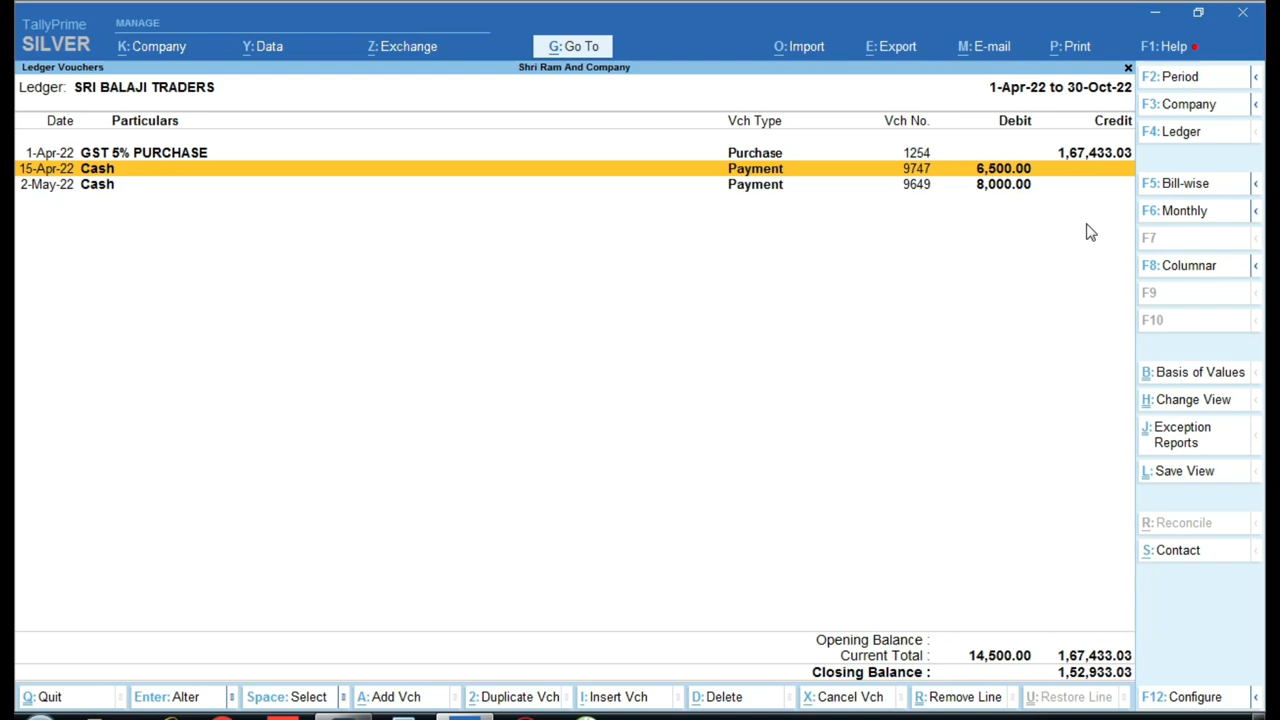 TallyPrime MANAGE
SILVER K: Company Y: Data Z: Exchange G: Go To O: Import E: Export M: E-mail P: Print F1: Help
Ledger Vouchers Shri Ram And Company ×
Ledger: SRI BALAJI TRADERS 1-Apr-22 to 30-Oct-22
Date Particulars Vch Type Vch No. Debit Credit
1-Apr-22 GST 5% PURCHASE Purchase 1254 1,67,433.03
15-Apr-22 Cash Payment 9747 6,500.00
2-May-22 Cash Payment 9649 8,000.00
Opening Balance :
Current Total : 14,500.00 1,67,433.03
Closing Balance : 1,52,933.03
F2: Period
F3: Company
F4: Ledger
F5: Bill-wise
F6: Monthly
F7
F8: Columnar
F9
F10
B: Basis of Values
H: Change View
J: Exception
Reports
L: Save View
R: Reconcile
S: Contact
Q: Quit Enter: Alter Space: Select A: Add Vch 2: Duplicate Vch I: Insert Vch D: Delete X: Cancel Vch R: Remove Line U: Restore Line F12: Configure